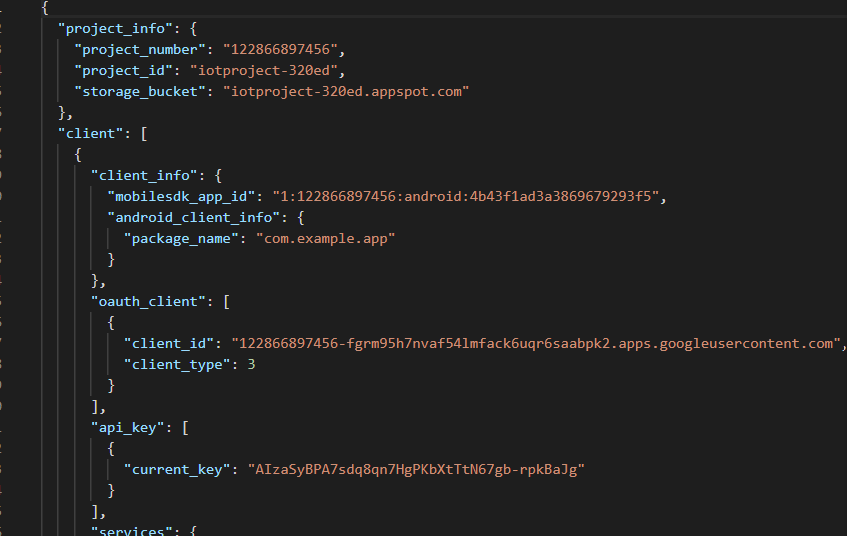 {
"project_info": {
"project_number": "122866897456",
"project_id": "iotproject-320ed",
"storage_bucket": "iotproject-320ed.appspot.com"
},
"client": [
{
"client_info": {
"mobilesdk_app_id": "1:122866897456:android:4b43f1ad3a3869679293f5",
"android_client_info": {
"package_name": "com.example.app"
}
},
"oauth_client": [
{
"client_id": "122866897456-fgrm95h7nvaf54lmfack6uqr6saabpk2.apps.googleusercontent.com",
"client_type": 3
}
],
"api_key": [
{
"current_key": "AIzaSyBPA7sdq8qn7HgPKbXtTtN67gb-rpkBaJg"
}
],
"services": {